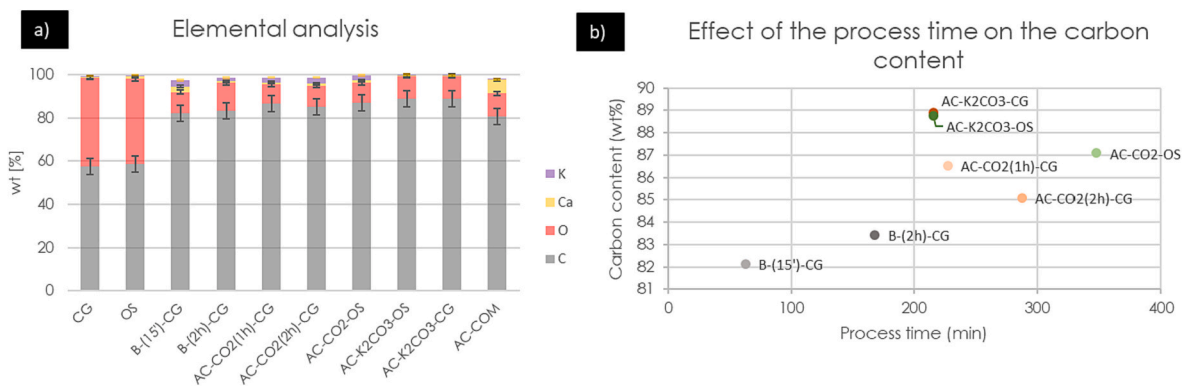 a)
Elemental analysis
100
80
60
40
20
0
wt [%]
CG
OS
B-(15')-CG
B-(2h)-CG
AC-CO2(1h)-CG
AC-CO2(2h)-CG
AC-CO2-OS
AC-K2CO3-OS
AC-K2CO3-CG
AC-COM
K
Ca
O
C
b)
Effect of the process time on the carbon
content
90
89
88
87
86
85
84
83
82
81
Carbon content (wt%)
AC-K2CO3-CG
AC-K2CO3-OS
AC-CO2-OS
AC-CO2(1h)-CG
AC-CO2(2h)-CG
B-(2h)-CG
B-(15')-CG
0
100
200
300
400
Process time (min)